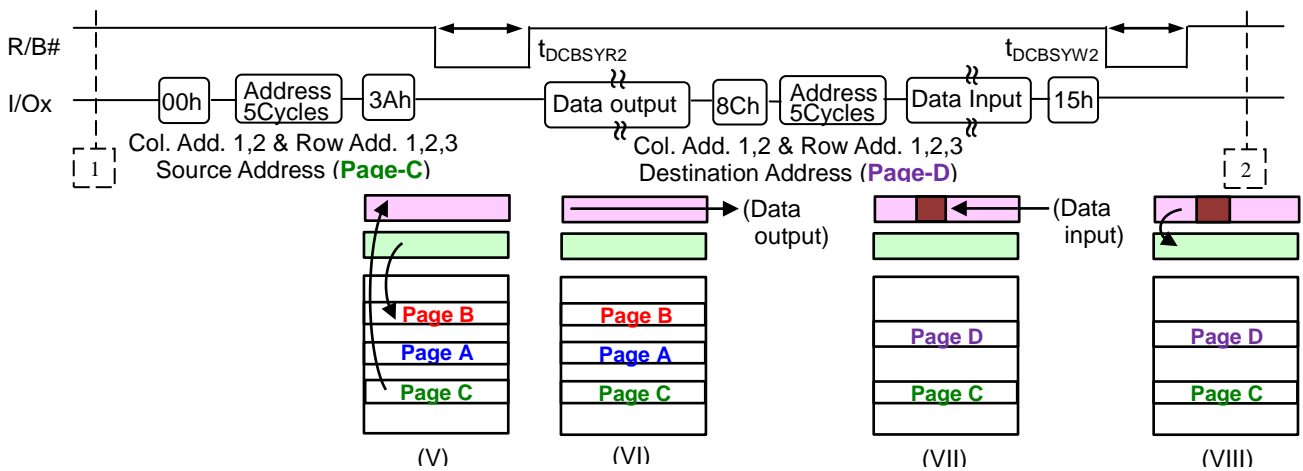 R/B#
tDCBSYR2
tDCBSYW2
I/Ox
00h
Address
5Cycles
3Ah
Data output
8Ch
Address
5Cycles
Data Input
15h
Col. Add. 1,2 & Row Add. 1,2,3
Source Address (Page-C)
Col. Add. 1,2 & Row Add. 1,2,3
Destination Address (Page-D)
1
2
(Data
output)
(Data
input)
Page B
Page A
Page C
Page B
Page A
Page C
Page D
Page C
Page D
Page C
(V)
(VI)
(VII)
(VIII)